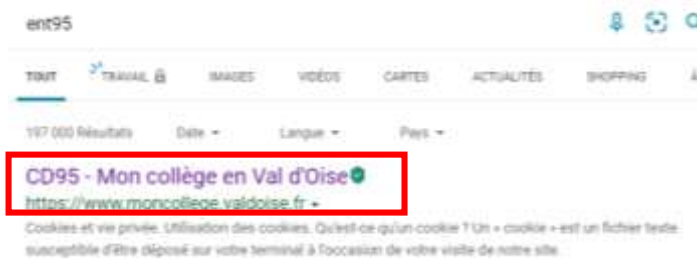 ent95
TOUT TRAVAIL IMAGES VIDÉOS CARTES ACTUALITÉS SHOPPING
197 000 Résultats Date Langue Pays
CD95 - Mon collège en Val d'Oise
https://www.moncollege.valdoise.fr
Cookies et vie privée. Utilisation des cookies. Qu'est-ce qu'un cookie ? Un « cookie » est un fichier texte
susceptible d'être déposé sur votre terminal à l'occasion de votre visite de notre site.